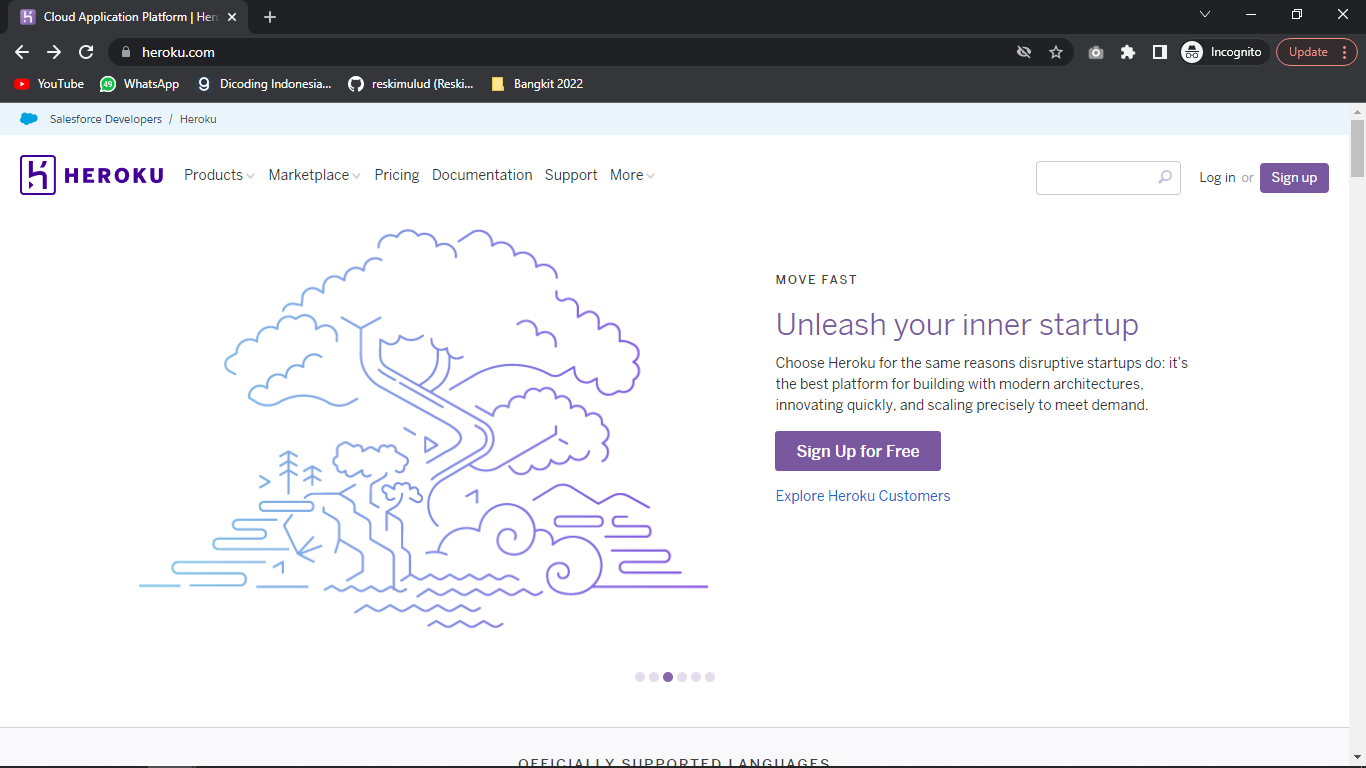 Cloud Application Platform | Her
heroku.com
Incognito
Update
YouTube
49
WhatsApp
Dicoding Indonesia...
reskimulud (Reski...
Bangkit 2022
Salesforce Developers / Heroku
HEROKU
Products
Marketplace
Pricing
Documentation
Support
More
Log in or
Sign up
MOVE FAST
Unleash your inner startup
Choose Heroku for the same reasons disruptive startups do: it's
the best platform for building with modern architectures,
innovating quickly, and scaling precisely to meet demand.
Sign Up for Free
Explore Heroku Customers
OFFICIALLY SUPPORTED LANGUAGES